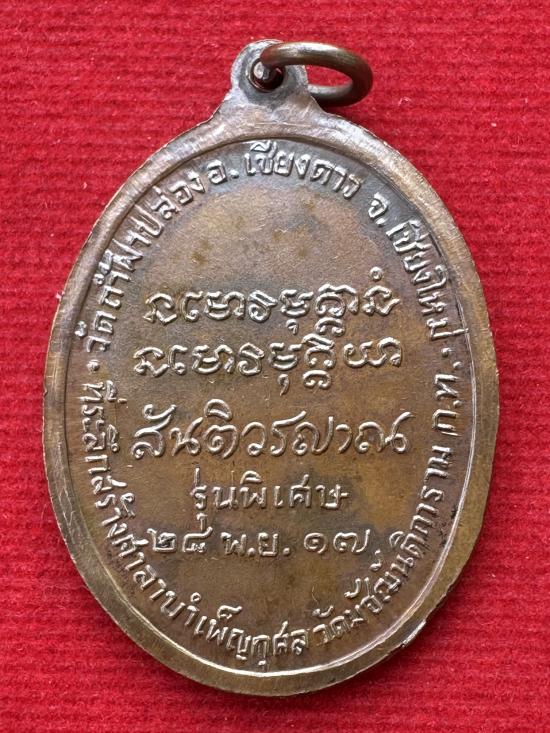 • วัดถ้ำผาปล่อง อ. เชียงดาว จ. เชียงใหม่ •
สันติวรญาณ
รุ่นพิเศษ
๒๘ พ.ย. ๑๗
ที่ระลึกสร้างศาลาบำเพ็ญกุศล วัดมัชฌันติการาม ก.ท.